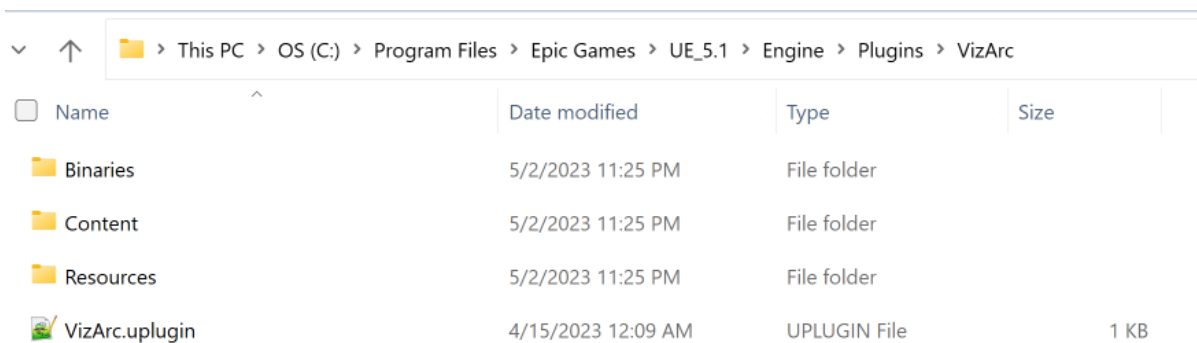 This PC > OS (C:) > Program Files > Epic Games > UE_5.1 > Engine > Plugins > VizArc
Name Date modified Type Size
Binaries 5/2/2023 11:25 PM File folder
Content 5/2/2023 11:25 PM File folder
Resources 5/2/2023 11:25 PM File folder
VizArc.uplugin 4/15/2023 12:09 AM UPLUGIN File 1 KB